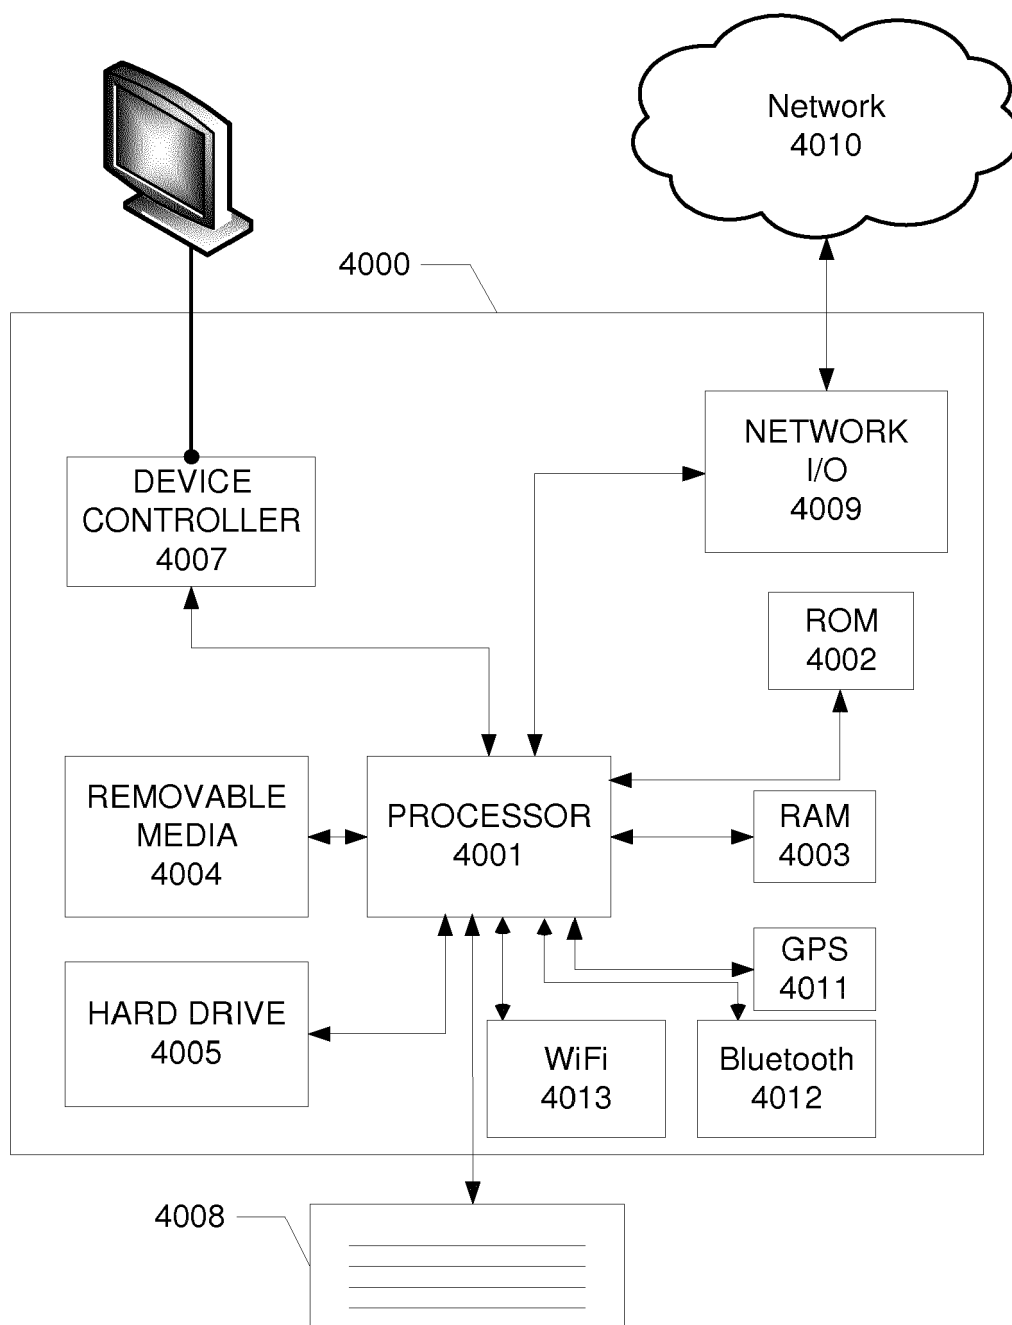 Network
4010
4000
NETWORK
I/O
4009
DEVICE
CONTROLLER
4007
ROM
4002
REMOVABLE
MEDIA
4004
PROCESSOR
4001
RAM
4003
GPS
4011
HARD DRIVE
4005
WiFi
4013
Bluetooth
4012
4008